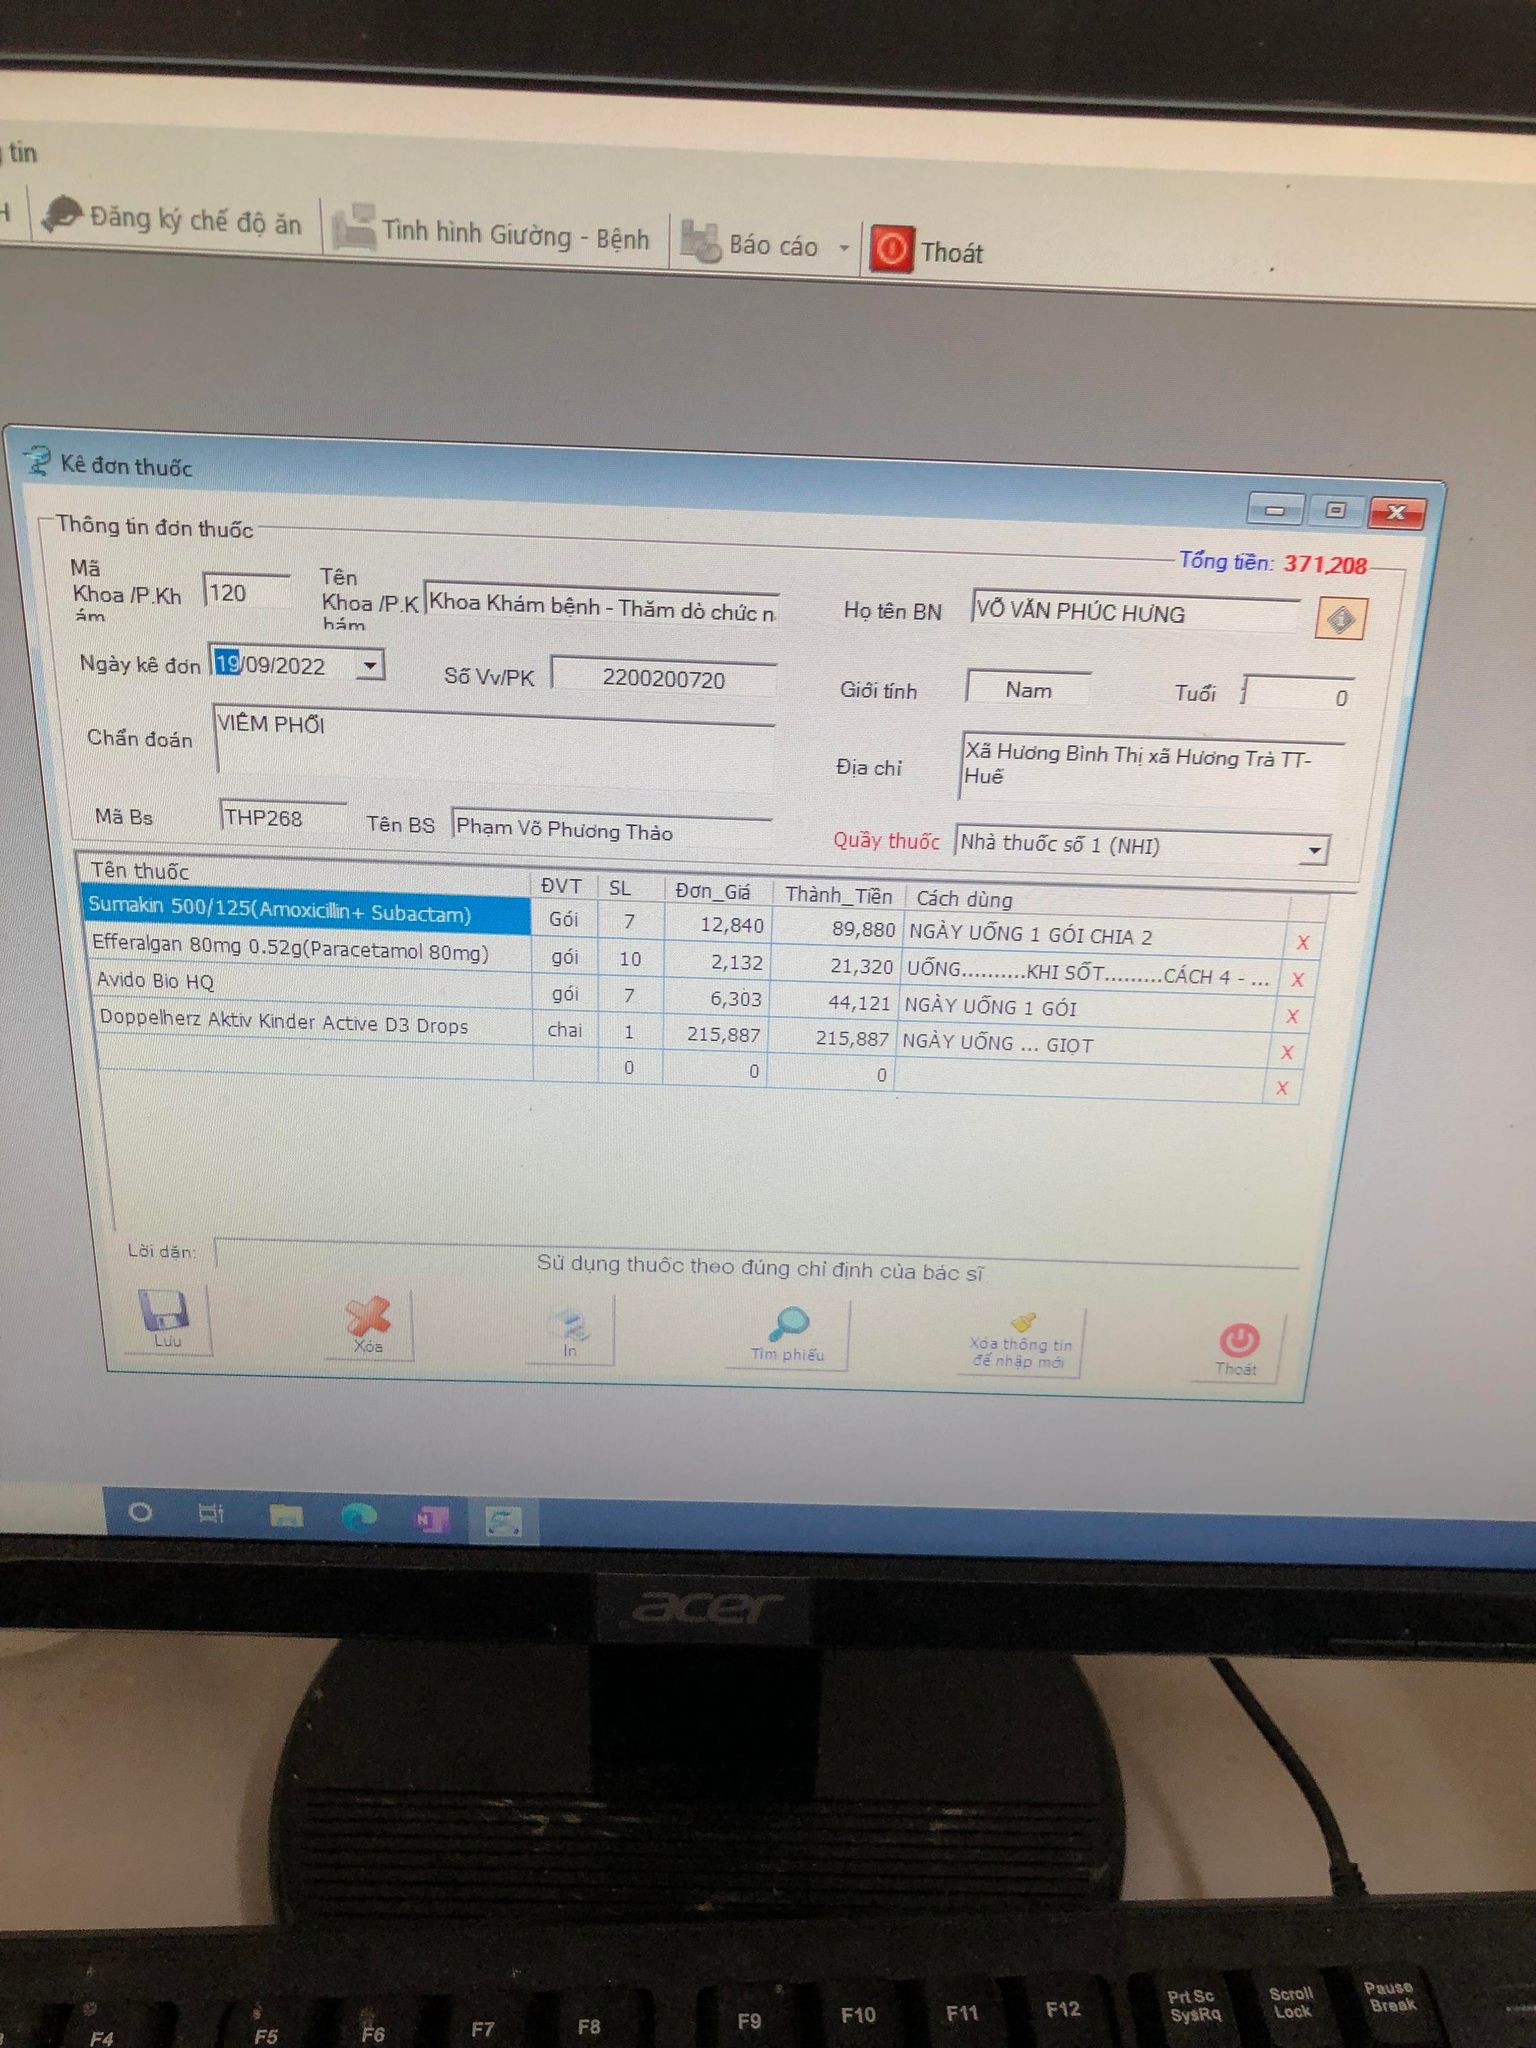 tin
H
Đăng ký chế độ ăn
Tình hình Giường - Bệnh
Báo cáo
Thoát
Kê đơn thuốc
Thông tin đơn thuốc
Tổng tiền: 371,208
Mã Khoa /P.Kh ám
120
Tên Khoa /P.K hám
Khoa Khám bệnh - Thăm dò chức n
Họ tên BN
VÕ VĂN PHÚC HƯNG
Ngày kê đơn
19/09/2022
Số Vv/PK
2200200720
Giới tính
Nam
Tuổi
0
Chẩn đoán
VIÊM PHỔI
Địa chỉ
Xã Hương Bình Thị xã Hương Trà TT-
Huế
Mã Bs
THP268
Tên BS
Phạm Võ Phương Thảo
Quầy thuốc
Nhà thuốc số 1 (NHI)
Tên thuốc ĐVT SL Đơn_Giá Thành_Tiền Cách dùng
Sumakin 500/125(Amoxicillin+ Subactam) Gói 7 12,840 89,880 NGÀY UỐNG 1 GÓI CHIA 2 X
Efferalgan 80mg 0.52g(Paracetamol 80mg) gói 10 2,132 21,320 UỐNG..........KHI SỐT.........CÁCH 4 - ... X
Avido Bio HQ gói 7 6,303 44,121 NGÀY UỐNG 1 GÓI X
Doppelherz Aktiv Kinder Active D3 Drops chai 1 215,887 215,887 NGÀY UỐNG ... GIỌT X
0 0 0 X
Lời dặn:
Sử dụng thuốc theo đúng chỉ định của bác sĩ
Lưu
Xóa
In
Tìm phiếu
Xóa thông tin
để nhập mới
Thoát
N
acer
F4 F5 F6 F7 F8 F9 F10 F11 F12
Prt Sc
SysRq
Scroll
Lock
Pause
Break